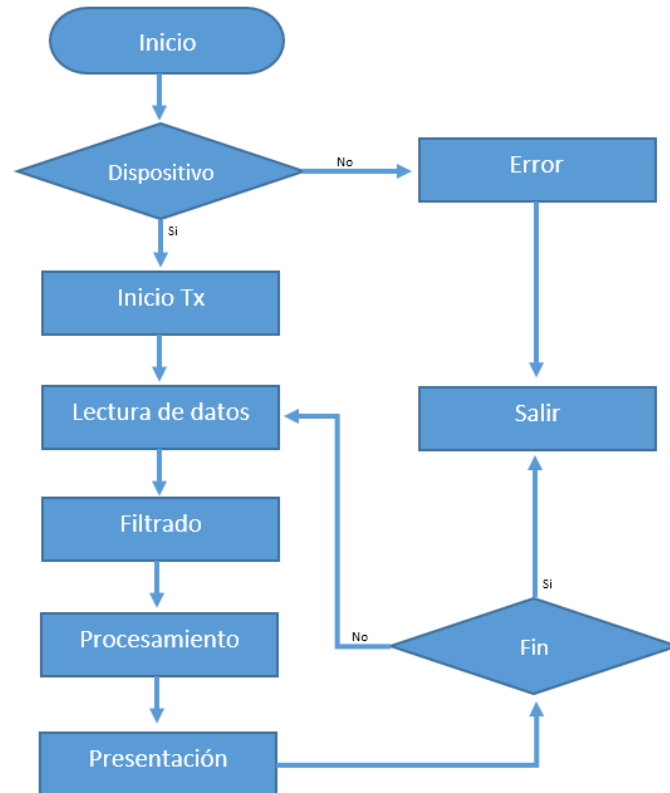 Inicio
Dispositivo
No
Error
Si
Inicio Tx
Lectura de datos
Salir
Filtrado
Si
Procesamiento
No
Fin
Presentación